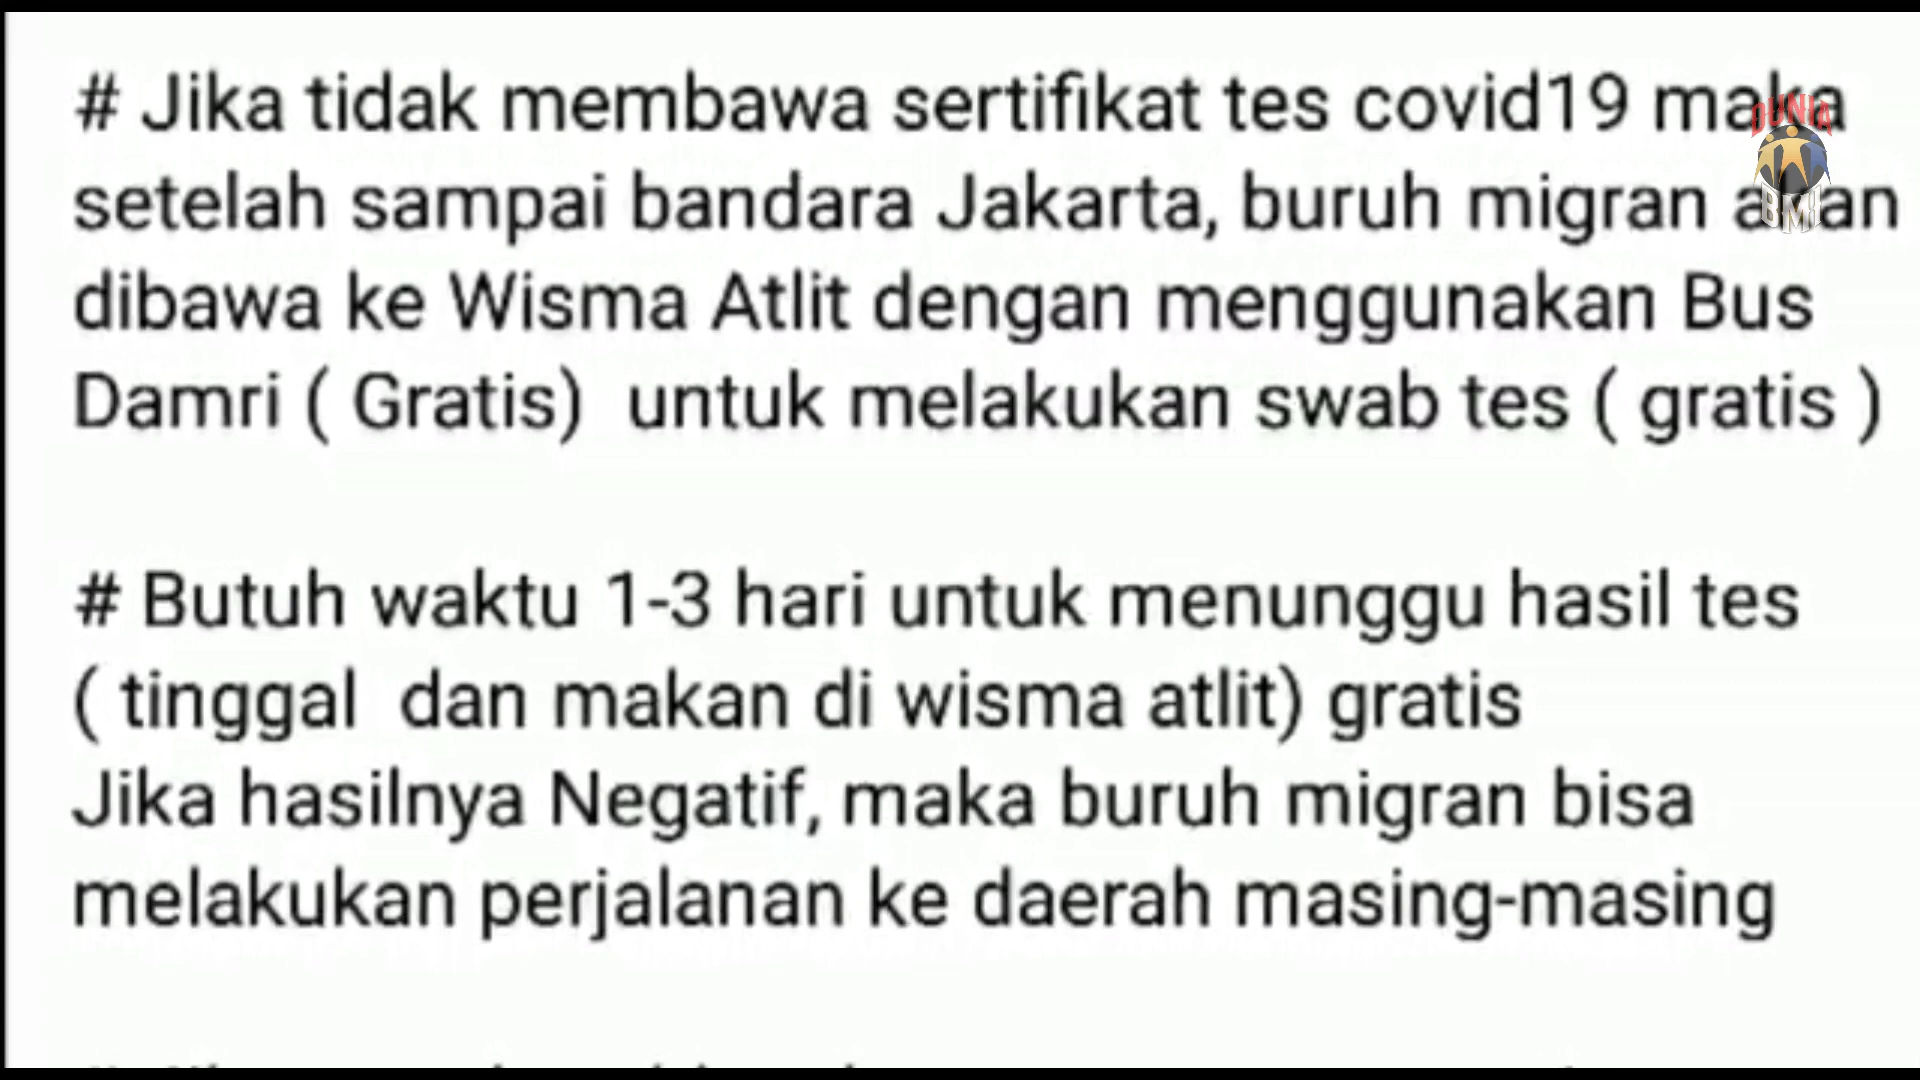 # Jika tidak membawa sertifikat tes covid19 maka
setelah sampai bandara Jakarta, buruh migran akan
dibawa ke Wisma Atlit dengan menggunakan Bus
Damri ( Gratis)  untuk melakukan swab tes ( gratis )
# Butuh waktu 1-3 hari untuk menunggu hasil tes
( tinggal  dan makan di wisma atlit) gratis
Jika hasilnya Negatif, maka buruh migran bisa
melakukan perjalanan ke daerah masing-masing
DUNIA
BMI